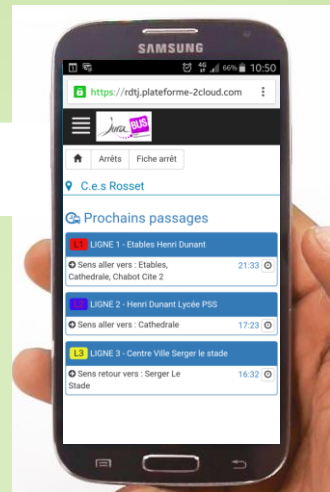 SAMSUNG
4G 66% 10:50
https://rdtj.plateforme-2cloud.com
Jura BUS
Arrêts Fiche arrêt
C.e.s Rosset
Prochains passages
L1 LIGNE 1 - Etables Henri Dunant
Sens aller vers : Etables, 21:33
Cathedrale, Chabot Cite 2
L2 LIGNE 2 - Henri Dunant Lycée PSS
Sens aller vers : Cathedrale 17:23
L3 LIGNE 3 - Centre Ville Serger le stade
Sens retour vers : Serger Le 16:32
Stade